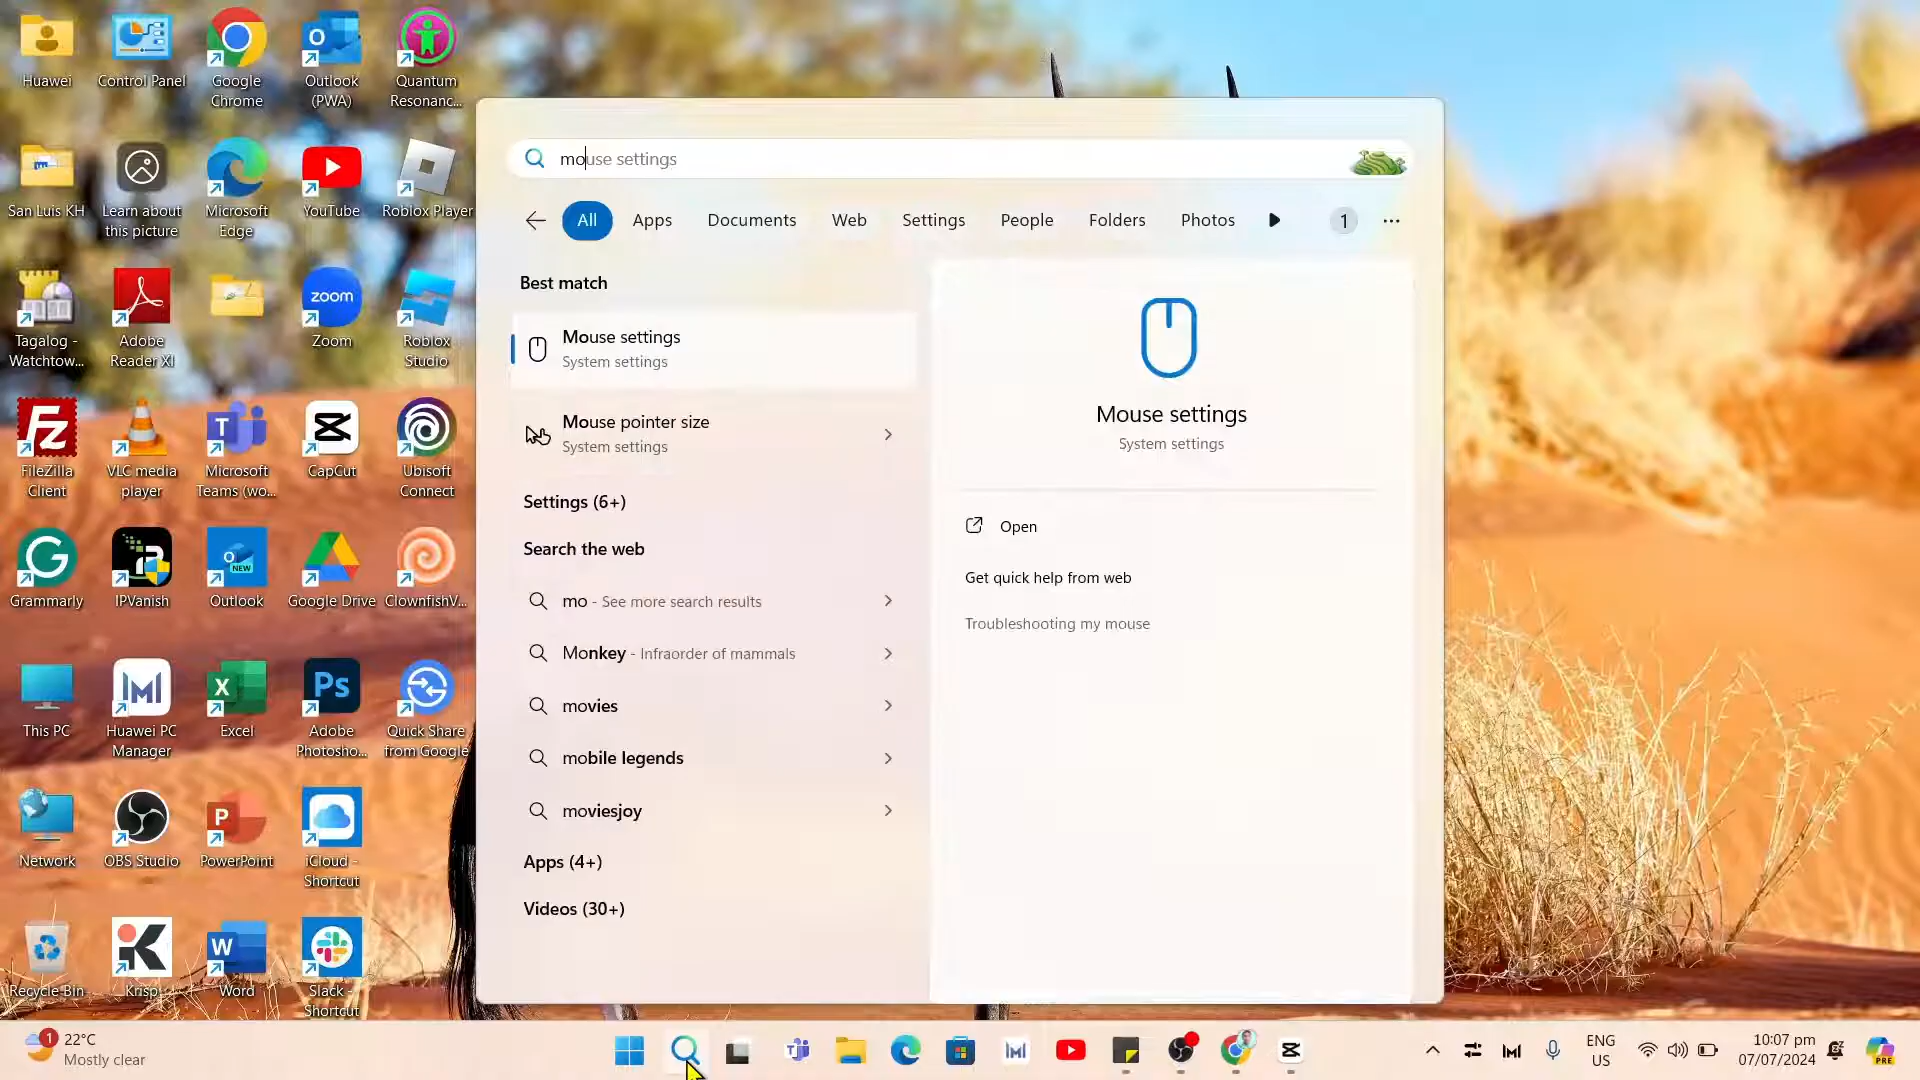 Huawei
Control Panel
Google
Chrome
Outlook
(PWA)
Quantum
Resonanc...
San Luis KH
Learn about
this picture
Microsoft
Edge
YouTube
Roblox Player
Tagalog -
Watchtow...
Adobe
Reader XI
zoom
Zoom
Roblox
Studio
FileZilla
Client
VLC media
player
Microsoft
Teams (wo...
CapCut
Ubisoft
Connect
Grammarly
IPVanish
NEW
Outlook
Google Drive
ClownfishV...
This PC
Huawei PC
Manager
Excel
Ps
Adobe
Photosho...
Quick Share
from Google
Network
OBS Studio
PowerPoint
iCloud -
Shortcut
Recycle Bin
Krisp
Word
Slack -
Shortcut
mouse settings
All
Apps
Documents
Web
Settings
People
Folders
Photos
1
Best match
Mouse settings
System settings
Mouse pointer size
System settings
Settings (6+)
Search the web
mo - See more search results
Monkey - Infraorder of mammals
movies
mobile legends
moviesjoy
Apps (4+)
Videos (30+)
Mouse settings
System settings
Open
Get quick help from web
Troubleshooting my mouse
1
22°C
Mostly clear
ENG
US
10:07 pm
07/07/2024
PRE